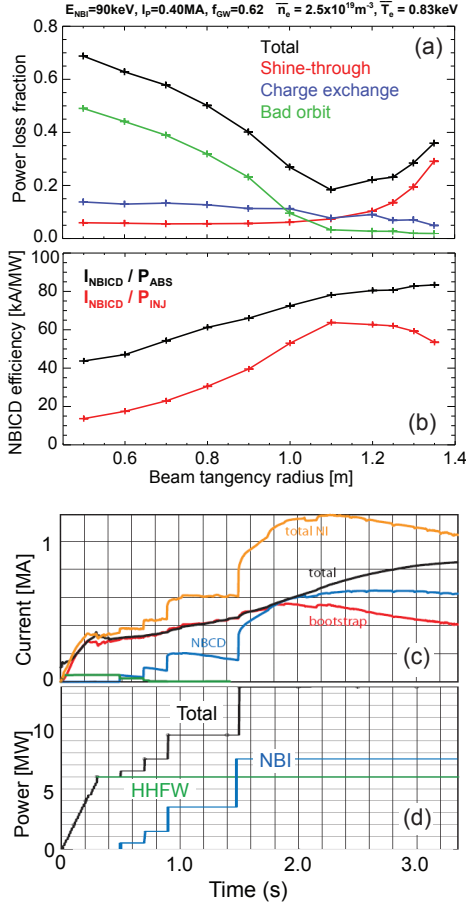 E_NBI=90keV, I_P=0.40MA, f_GW=0.62 n̅_e = 2.5x10^19m^-3, T̅_e = 0.83keV
(a)
Total
Shine-through
Charge exchange
Bad orbit
Power loss fraction
0.8
0.6
0.4
0.2
0.0
I_NBICD / P_ABS
I_NBICD / P_INJ
NBICD efficiency [kA/MW]
100
80
60
40
20
0
(b)
0.6 0.8 1.0 1.2 1.4
Beam tangency radius [m]
Current [MA]
1
0
total NI
total
NBCD
bootstrap
(c)
Power [MW]
10
5
0
Total
NBI
HHFW
(d)
0 1.0 2.0 3.0
Time (s)